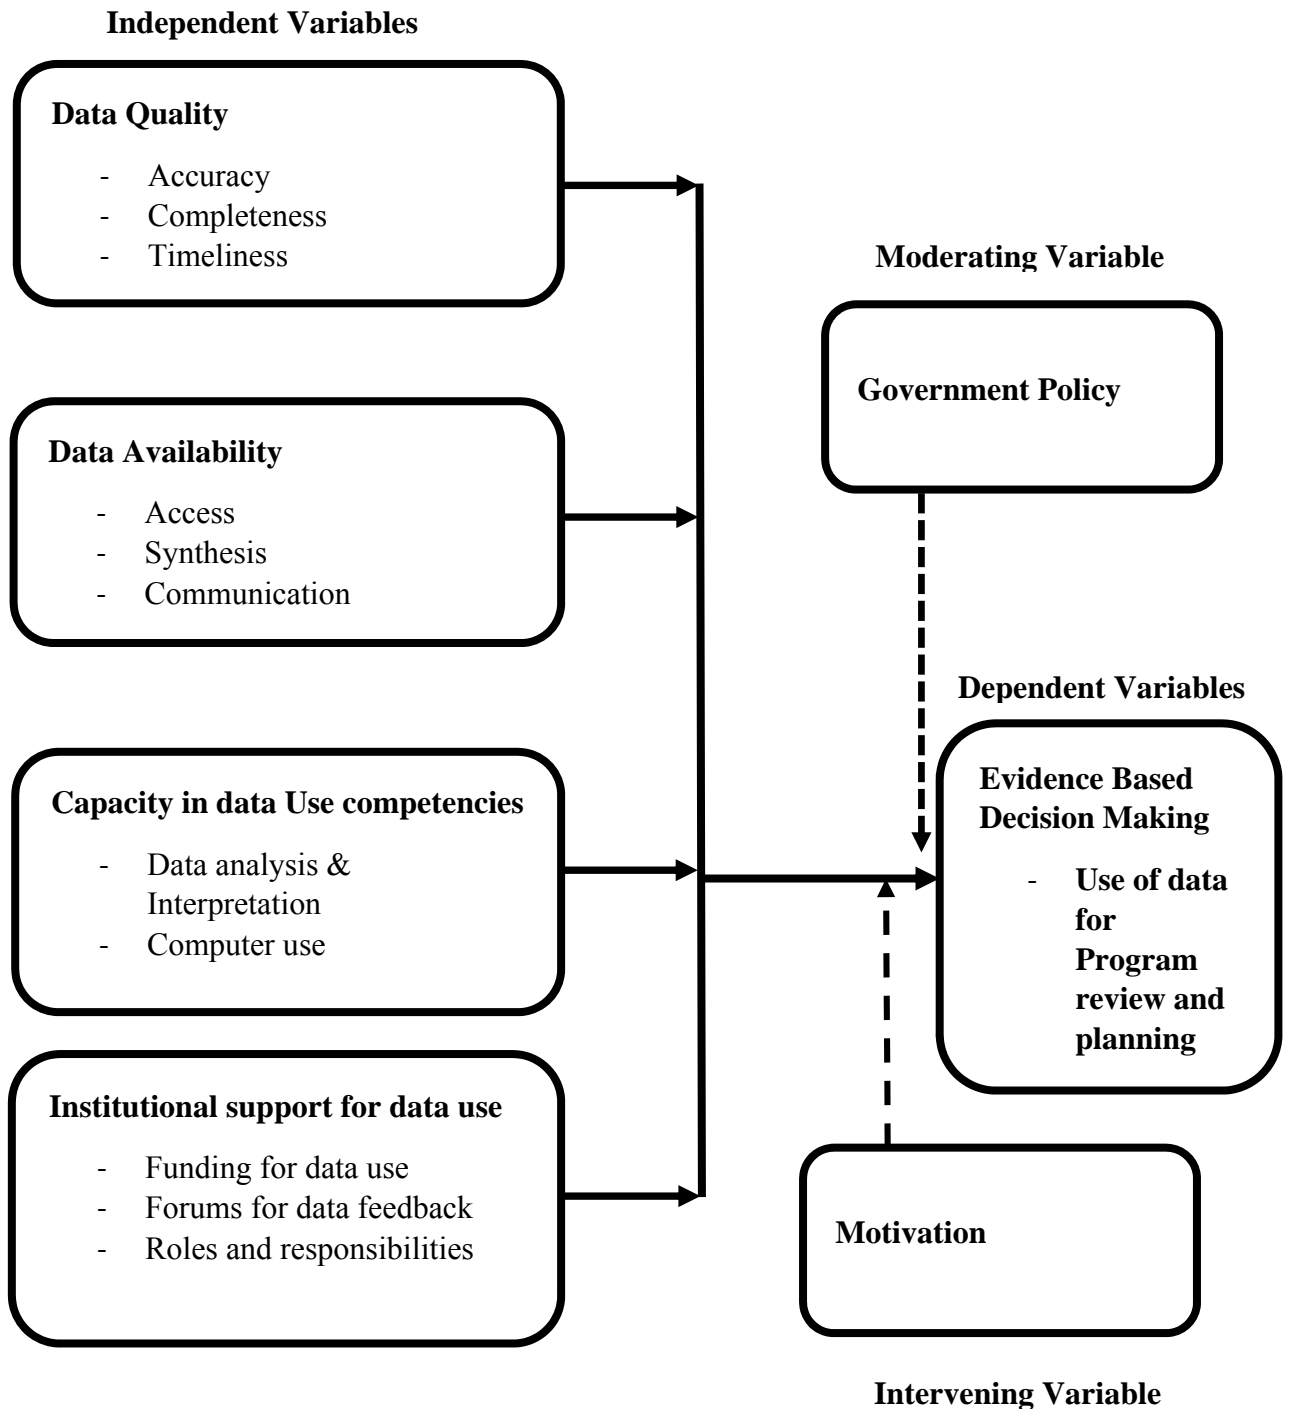 Independent Variables
Data Quality
- Accuracy
- Completeness
- Timeliness
Data Availability
- Access
- Synthesis
- Communication
Capacity in data Use competencies
- Data analysis &
Interpretation
- Computer use
Institutional support for data use
- Funding for data use
- Forums for data feedback
- Roles and responsibilities
Moderating Variable
Government Policy
Dependent Variables
Evidence Based
Decision Making
- Use of data
for
Program
review and
planning
Motivation
Intervening Variable